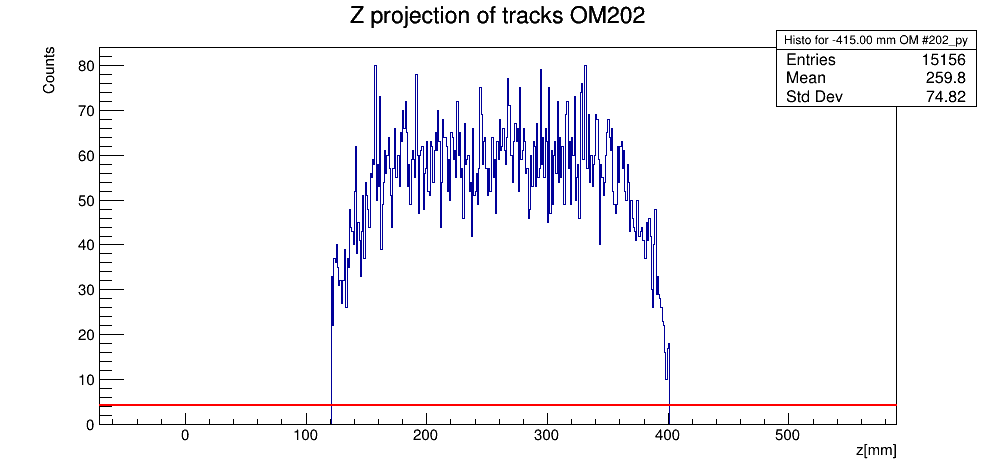 Z projection of tracks OM202
Histo for -415.00 mm OM #202_py
Entries 15156
Mean 259.8
Std Dev 74.82
Counts
80
70
60
50
40
30
20
10
0
0 100 200 300 400 500
z[mm]